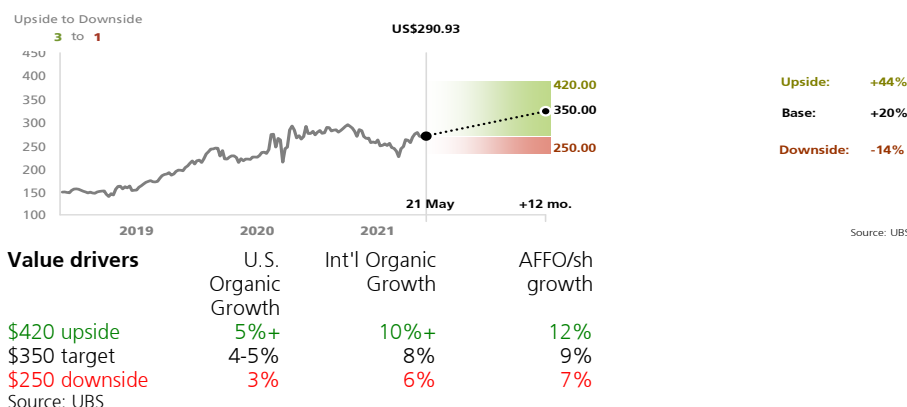 Upside to Downside
3 to 1
US$290.93
450
400
350
300
250
200
150
100
420.00
350.00
250.00
21 May
+12 mo.
2019
2020
2021
Upside: +44%
Base: +20%
Downside: -14%
Source: UBS
Value drivers U.S. Organic Growth Int'l Organic Growth AFFO/sh growth
$420 upside 5%+ 10%+ 12%
$350 target 4-5% 8% 9%
$250 downside 3% 6% 7%
Source: UBS